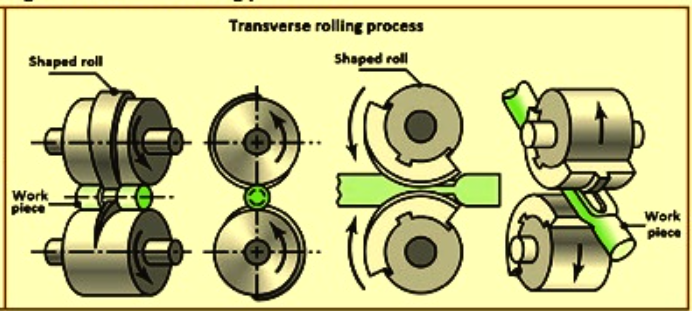 Transverse rolling process
Shaped roll
Shaped roll
Work
piece
Work
piece